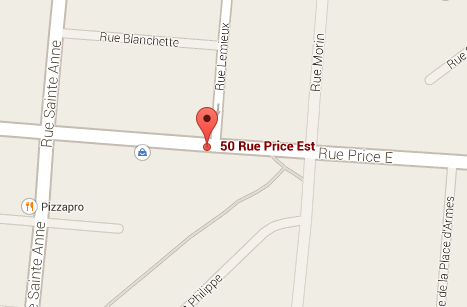 Rue Blanchette
Rue Lemieux
Rue Morin
Rue
Rue Sainte Anne
50 Rue Price Est
Rue Price E
Pizzapro
e Sainte Anne
Philippe
e de la Place d'Armes